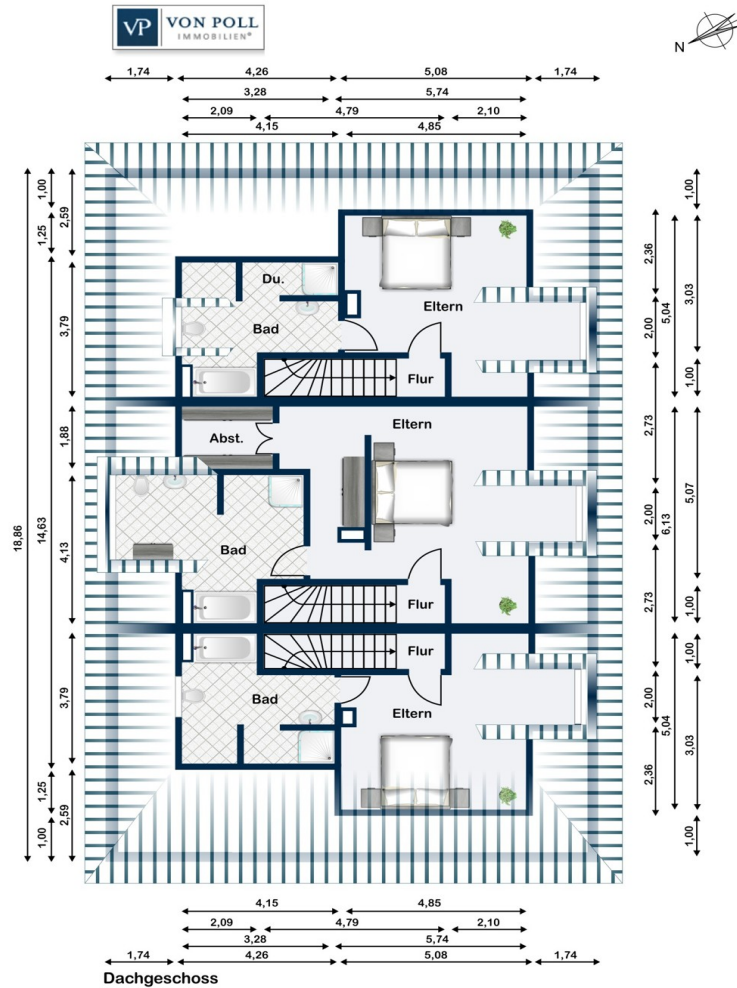 VP VON POLL
IMMOBILIEN®
N
1,74 4,26 5,08 1,74
3,28 5,74
2,09 4,79 2,10
4,15 4,85
18,86
1,00
1,25
2,59
14,63
3,79
1,88
4,13
3,79
1,25
2,59
1,00
Du.
Bad
Eltern
Flur
Abst.
Eltern
Bad
Flur
Flur
Bad
Eltern
1,00
2,36
5,04
3,03
2,00
1,00
2,73
5,07
2,00
6,13
2,73
1,00
1,00
2,00
5,04
3,03
2,36
1,00
4,15 4,85
2,09 4,79 2,10
3,28 5,74
1,74 4,26 5,08 1,74
Dachgeschoss